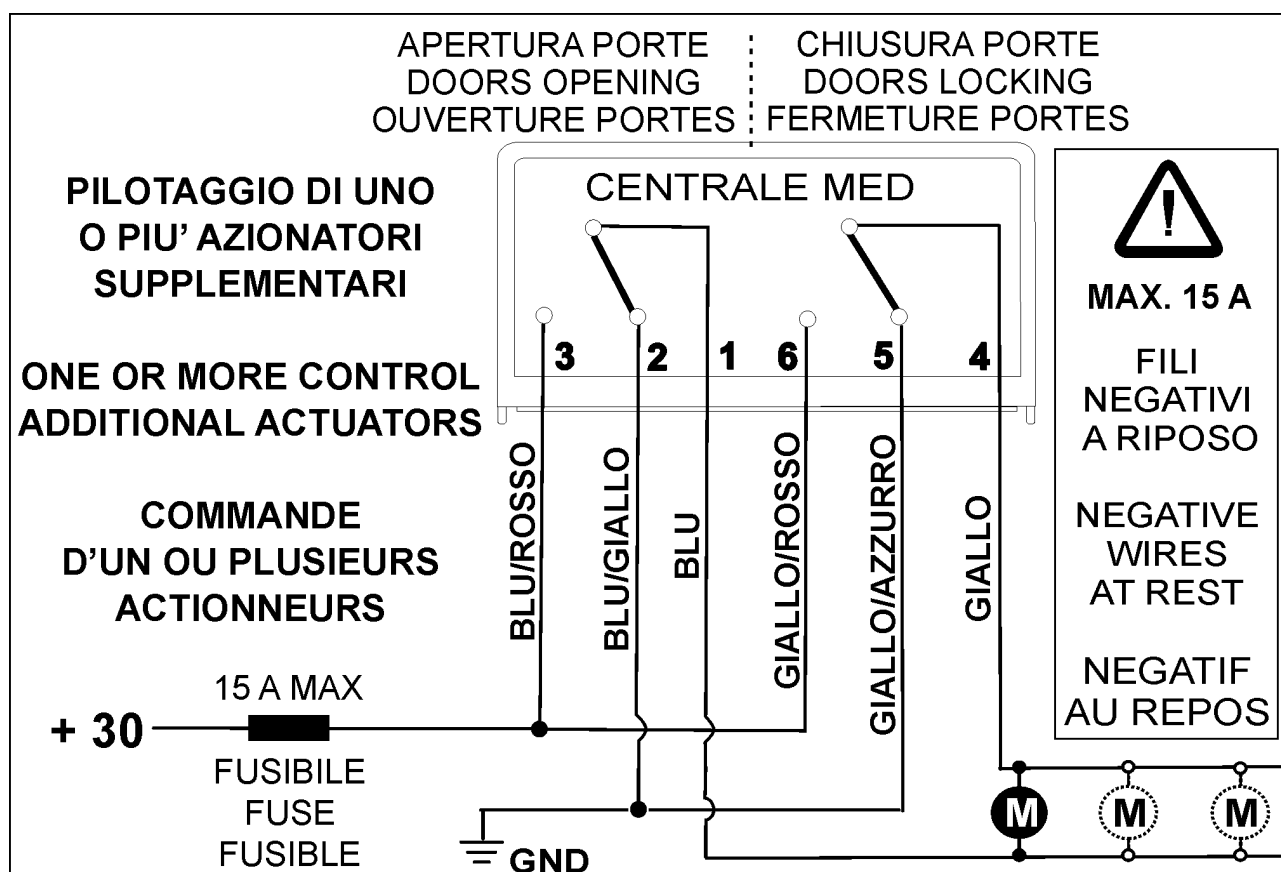 APERTURA PORTE
DOORS OPENING
OUVERTURE PORTES
CHIUSURA PORTE
DOORS LOCKING
FERMETURE PORTES
PILOTAGGIO DI UNO
O PIU' AZIONATORI
SUPPLEMENTARI
ONE OR MORE CONTROL
ADDITIONAL ACTUATORS
COMMANDE
D'UN OU PLUSIEURS
ACTIONNEURS
CENTRALE MED
3 2 1 6 5 4
BLU/ROSSO
BLU/GIALLO
BLU
GIALLO/ROSSO
GIALLO/AZZURRO
GIALLO
!
MAX. 15 A
FILI
NEGATIVI
A RIPOSO
NEGATIVE
WIRES
AT REST
NEGATIF
AU REPOS
15 A MAX
+ 30
FUSIBILE
FUSE
FUSIBLE
GND
M M M